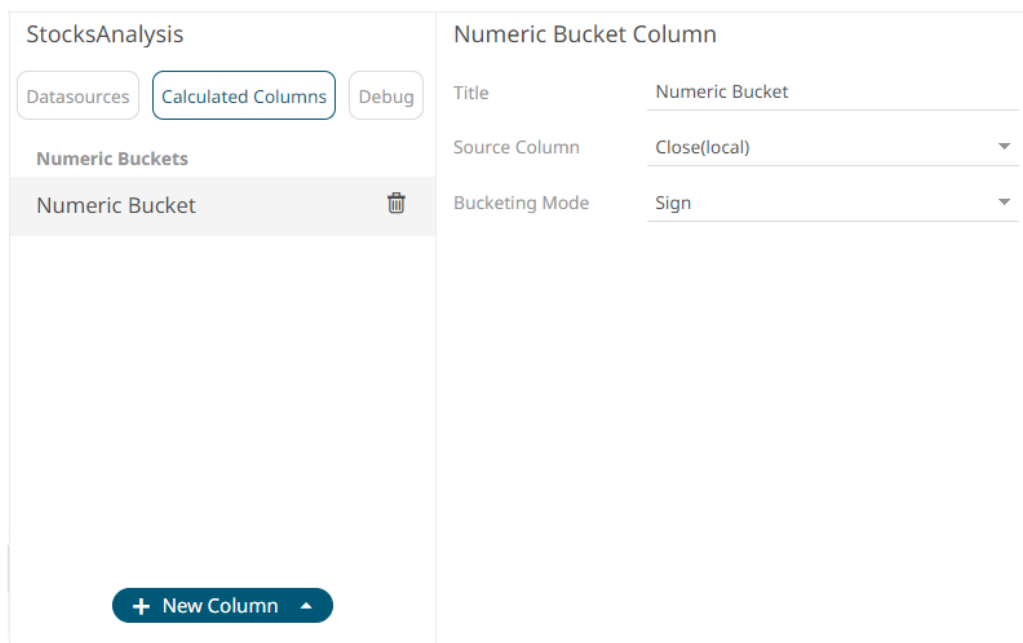 StocksAnalysis
Datasources
Calculated Columns
Debug
Numeric Buckets
Numeric Bucket
New Column
Numeric Bucket Column
Title
Numeric Bucket
Source Column
Close(local)
Bucketing Mode
Sign